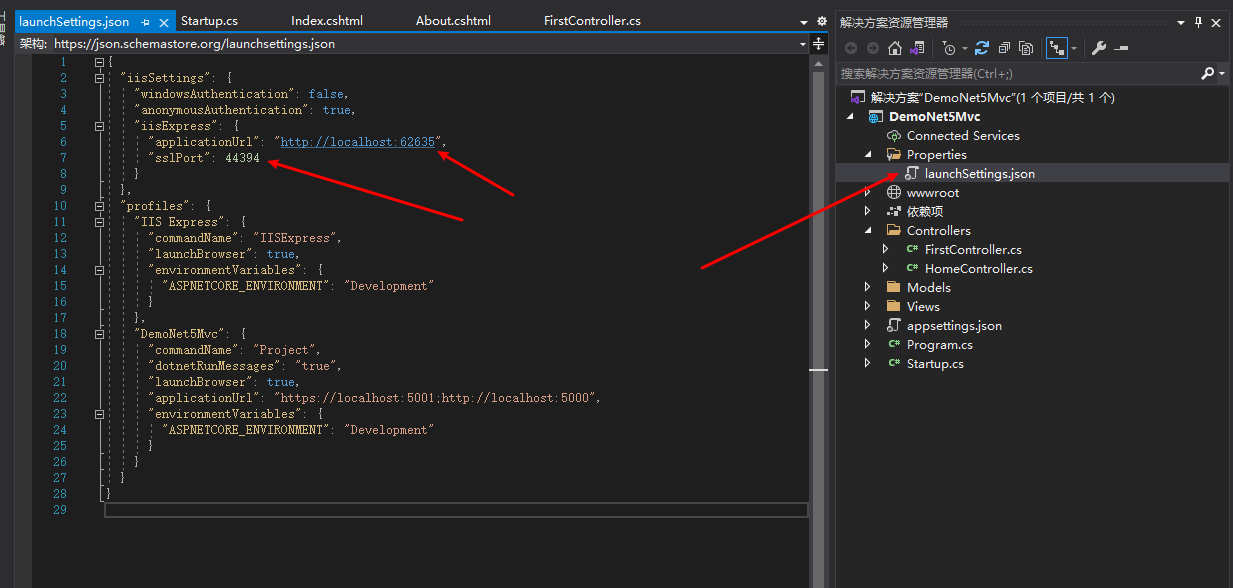 launchSettings.json
Startup.cs
Index.cshtml
About.cshtml
FirstController.cs
架构: https://json.schemastore.org/launchsettings.json
1 {
2 "iisSettings": {
3 "windowsAuthentication": false,
4 "anonymousAuthentication": true,
5 "iisExpress": {
6 "applicationUrl": "http://localhost:62635",
7 "sslPort": 44394
8 }
9 },
10 "profiles": {
11 "IIS Express": {
12 "commandName": "IISExpress",
13 "launchBrowser": true,
14 "environmentVariables": {
15 "ASPNETCORE_ENVIRONMENT": "Development"
16 }
17 },
18 "DemoNet5Mvc": {
19 "commandName": "Project",
20 "dotnetRunMessages": "true",
21 "launchBrowser": true,
22 "applicationUrl": "https://localhost:5001;http://localhost:5000",
23 "environmentVariables": {
24 "ASPNETCORE_ENVIRONMENT": "Development"
25 }
26 }
27 }
28 }
29
解决方案资源管理器
搜索解决方案资源管理器(Ctrl+;)
解决方案"DemoNet5Mvc"(1 个项目/共 1 个)
DemoNet5Mvc
Connected Services
Properties
launchSettings.json
wwwroot
依赖项
Controllers
C# FirstController.cs
C# HomeController.cs
Models
Views
appsettings.json
C# Program.cs
C# Startup.cs